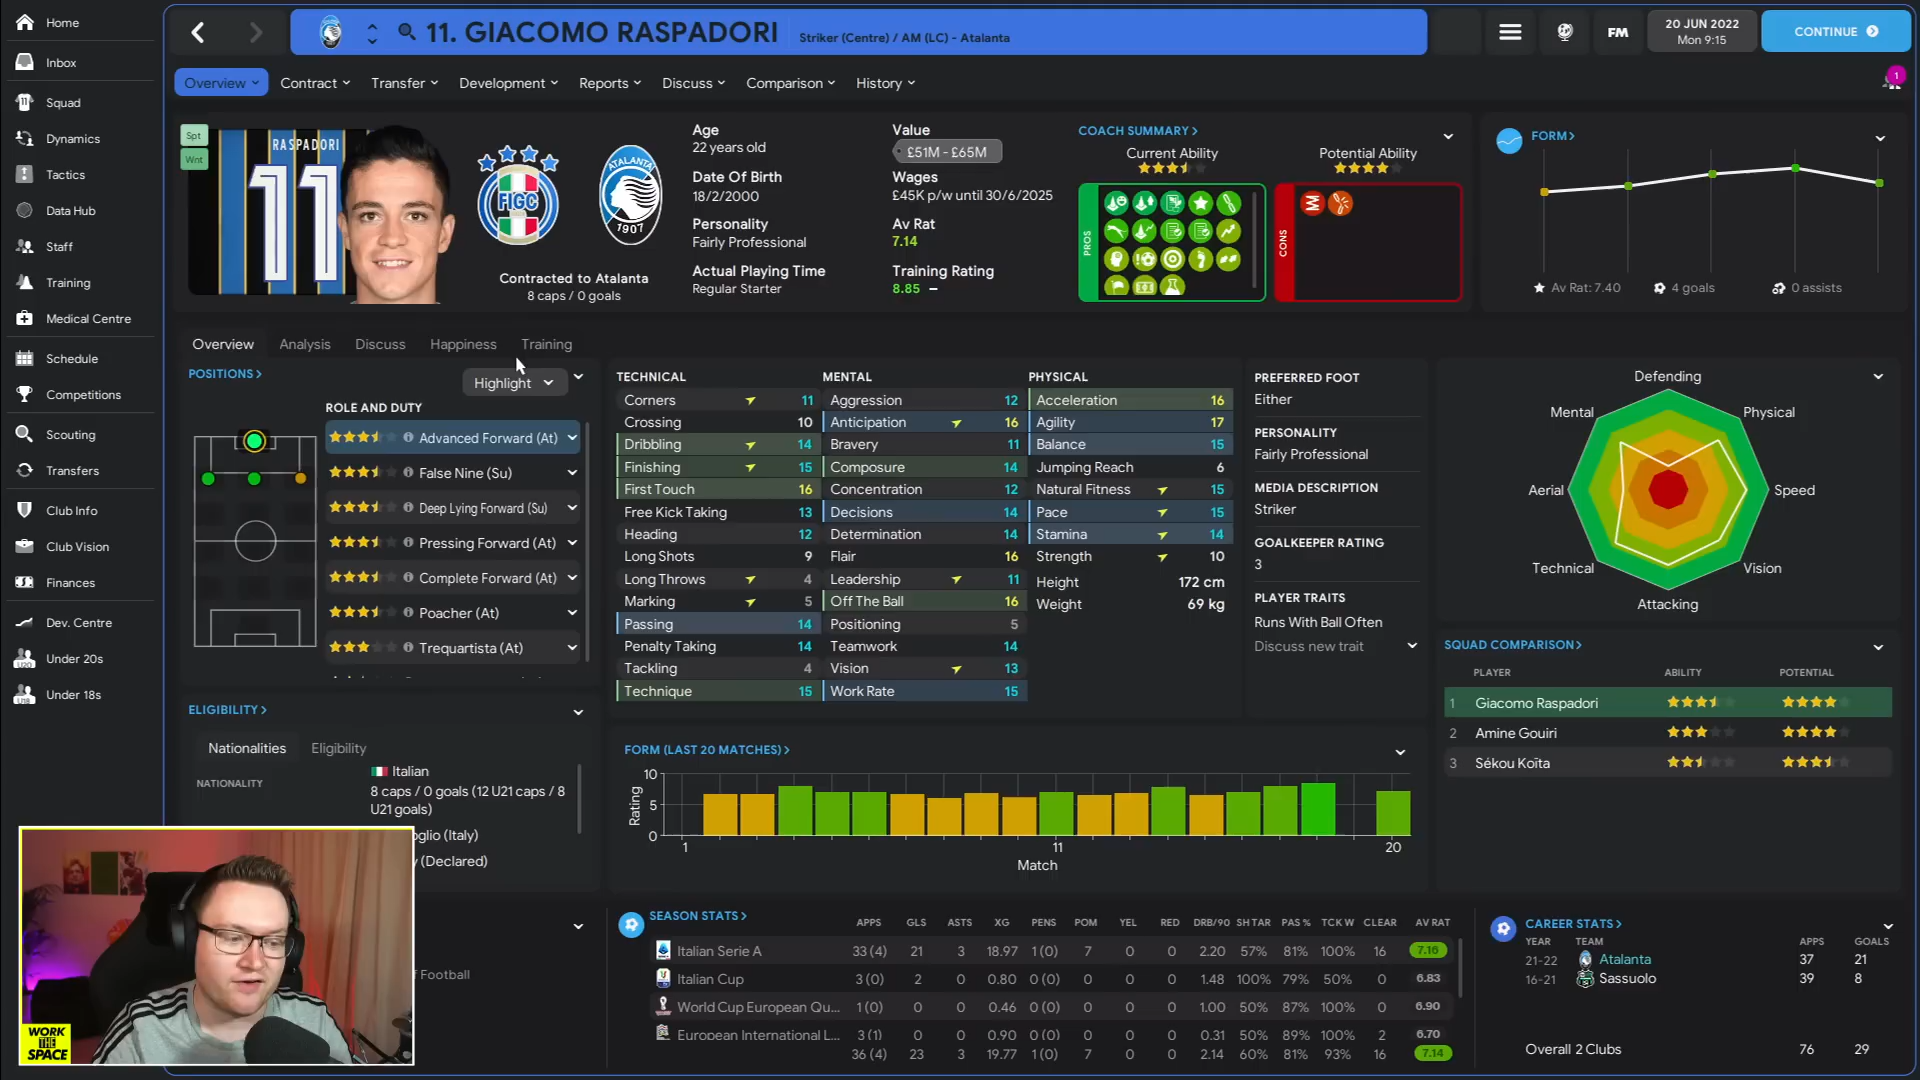 Home
Inbox
Squad
Dynamics
Tactics
Data Hub
Staff
Training
Medical Centre
Schedule
Competitions
Scouting
Transfers
Club Info
Club Vision
Finances
Dev. Centre
Under 20s
Under 18s
11. GIACOMO RASPADORI
Striker (Centre) / AM (LC) - Atalanta
FM
20 JUN 2022
Mon 9:15
CONTINUE
Overview
Contract
Transfer
Development
Reports
Discuss
Comparison
History
1
Spt
Wnt
RASPADORI
11
FIGC
ATALANTA
1907
Contracted to Atalanta
8 caps / 0 goals
Age
22 years old
Date Of Birth
18/2/2000
Personality
Fairly Professional
Actual Playing Time
Regular Starter
Value
£51M - £65M
Wages
£45K p/w until 30/6/2025
Av Rat
7.14
Training Rating
8.85
COACH SUMMARY >
Current Ability
Potential Ability
PROS
CONS
FORM >
Av Rat: 7.40
4 goals
0 assists
Overview
Analysis
Discuss
Happiness
Training
POSITIONS >
Highlight
ROLE AND DUTY
Advanced Forward (At)
False Nine (Su)
Deep Lying Forward (Su)
Pressing Forward (At)
Complete Forward (At)
Poacher (At)
Trequartista (At)
TECHNICAL
Corners 11
Crossing 10
Dribbling 14
Finishing 15
First Touch 16
Free Kick Taking 13
Heading 12
Long Shots 9
Long Throws 4
Marking 5
Passing 14
Penalty Taking 14
Tackling 4
Technique 15
MENTAL
Aggression 12
Anticipation 16
Bravery 11
Composure 14
Concentration 12
Decisions 14
Determination 14
Flair 16
Leadership 11
Off The Ball 16
Positioning 5
Teamwork 14
Vision 13
Work Rate 15
PHYSICAL
Acceleration 16
Agility 17
Balance 15
Jumping Reach 6
Natural Fitness 15
Pace 15
Stamina 14
Strength 10
Height 172 cm
Weight 69 kg
PREFERRED FOOT
Either
PERSONALITY
Fairly Professional
MEDIA DESCRIPTION
Striker
GOALKEEPER RATING
3
PLAYER TRAITS
Runs With Ball Often
Discuss new trait
Defending
Mental
Physical
Aerial
Speed
Technical
Vision
Attacking
SQUAD COMPARISON >
PLAYER ABILITY POTENTIAL
1 Giacomo Raspadori
2 Amine Gouiri
3 Sékou Koïta
ELIGIBILITY >
Nationalities
Eligibility
NATIONALITY
Italian
8 caps / 0 goals (12 U21 caps / 8
U21 goals)
oglio (Italy)
y (Declared)
f of Football
FORM (LAST 20 MATCHES) >
Rating
10
5
0
1
11
20
Match
SEASON STATS >
APPS GLS ASTS XG PENS POM YEL RED DRB/90 SH TAR PAS % TCK W CLEAR AV RAT
Italian Serie A 33 (4) 21 3 18.97 1 (0) 7 0 0 2.20 57% 81% 100% 16 7.16
Italian Cup 3 (0) 2 0 0.80 0 (0) 0 0 0 1.48 100% 79% 50% 0 6.83
World Cup European Qu... 1 (0) 0 0 0.46 0 (0) 0 0 0 1.00 50% 87% 100% 0 6.90
European International L... 3 (1) 0 0 0.90 0 (0) 0 0 0 0.31 50% 89% 100% 2 6.70
36 (4) 23 3 19.77 1 (0) 7 0 0 2.14 60% 81% 93% 16 7.14
CAREER STATS >
YEAR TEAM APPS GOALS
21-22 Atalanta 37 21
16-21 Sassuolo 39 8
Overall 2 Clubs 76 29
WORK
THE
SPACE